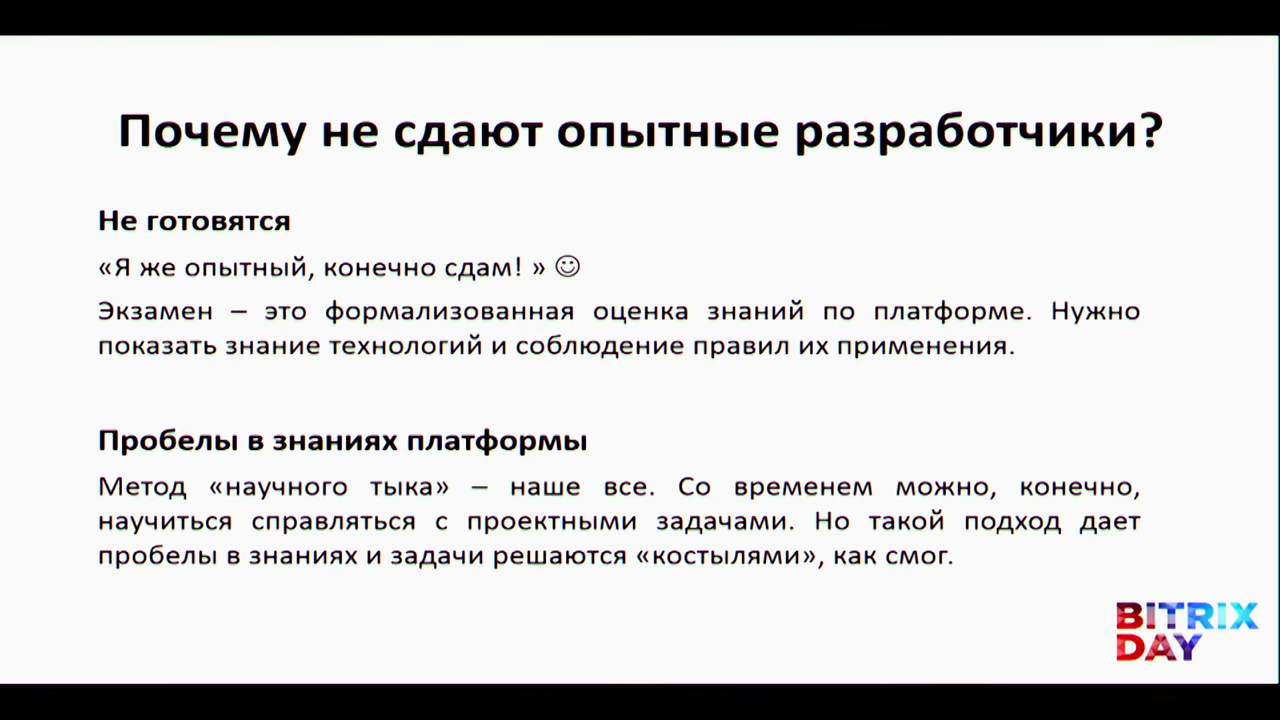 Почему не сдают опытные разработчики?
Не готовятся
«Я же опытный, конечно сдам! » ☺
Экзамен – это формализованная оценка знаний по платформе. Нужно
показать знание технологий и соблюдение правил их применения.
Пробелы в знаниях платформы
Метод «научного тыка» – наше все. Со временем можно, конечно,
научиться справляться с проектными задачами. Но такой подход дает
пробелы в знаниях и задачи решаются «костылями», как смог.
BITRIX
DAY